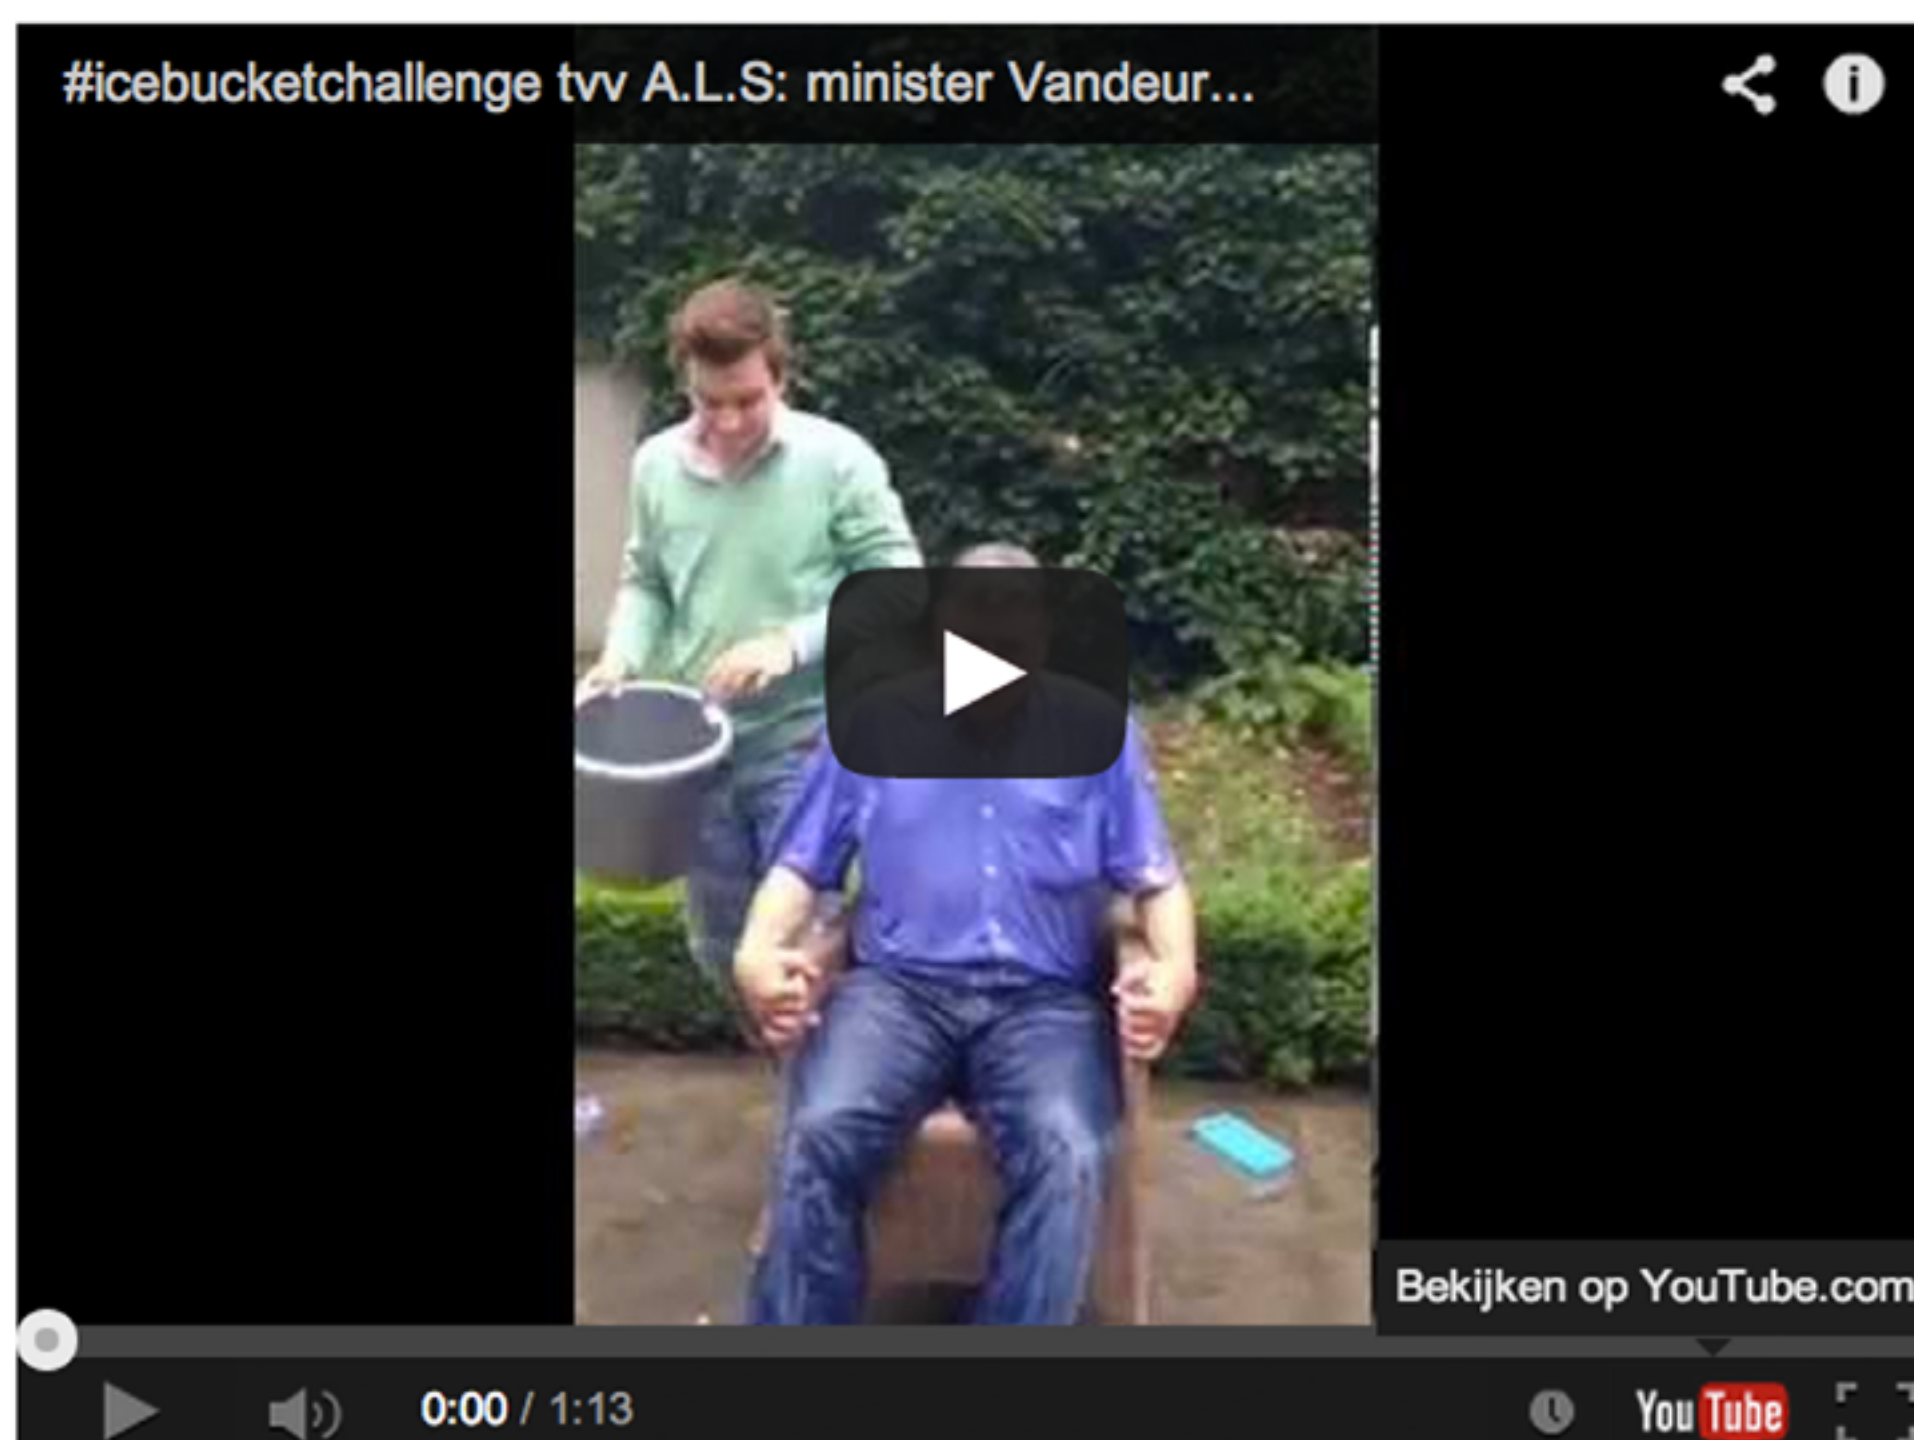 #icebucketchallenge tvv A.L.S: minister Vandeur...
Bekijken op YouTube.com
0:00 / 1:13
YouTube